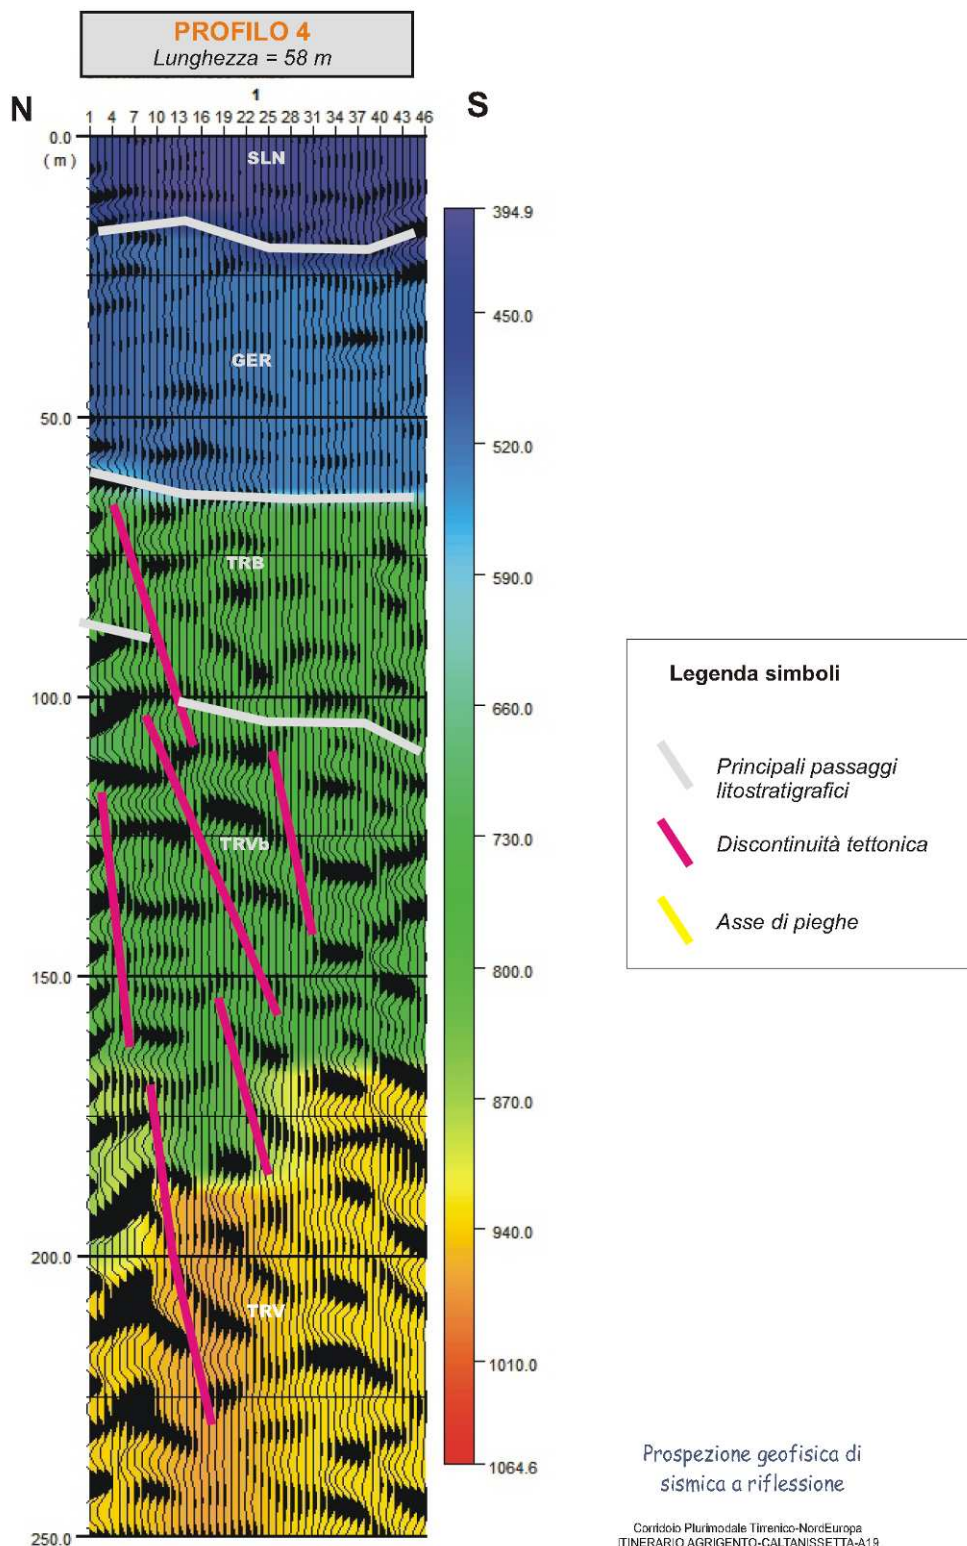 PROFILO 4
Lunghezza = 58 m
1
N
S
1 4 7 10 13 16 19 22 25 28 31 34 37 40 43 46
0.0
(m)
SLN
394.9
450.0
GER
50.0
520.0
TRB
590.0
100.0
660.0
TRVb
730.0
150.0
800.0
870.0
940.0
200.0
TRV
1010.0
1064.6
250.0
Legenda simboli
Principali passaggi
litostratigrafici
Discontinuità tettonica
Asse di pieghe
Prospezione geofisica di
sismica a riflessione
Corridoio Plurimodale Tirrenico-NordEuropa
ITINERARIO AGRIGENTO-CALTANISSETTA-A19